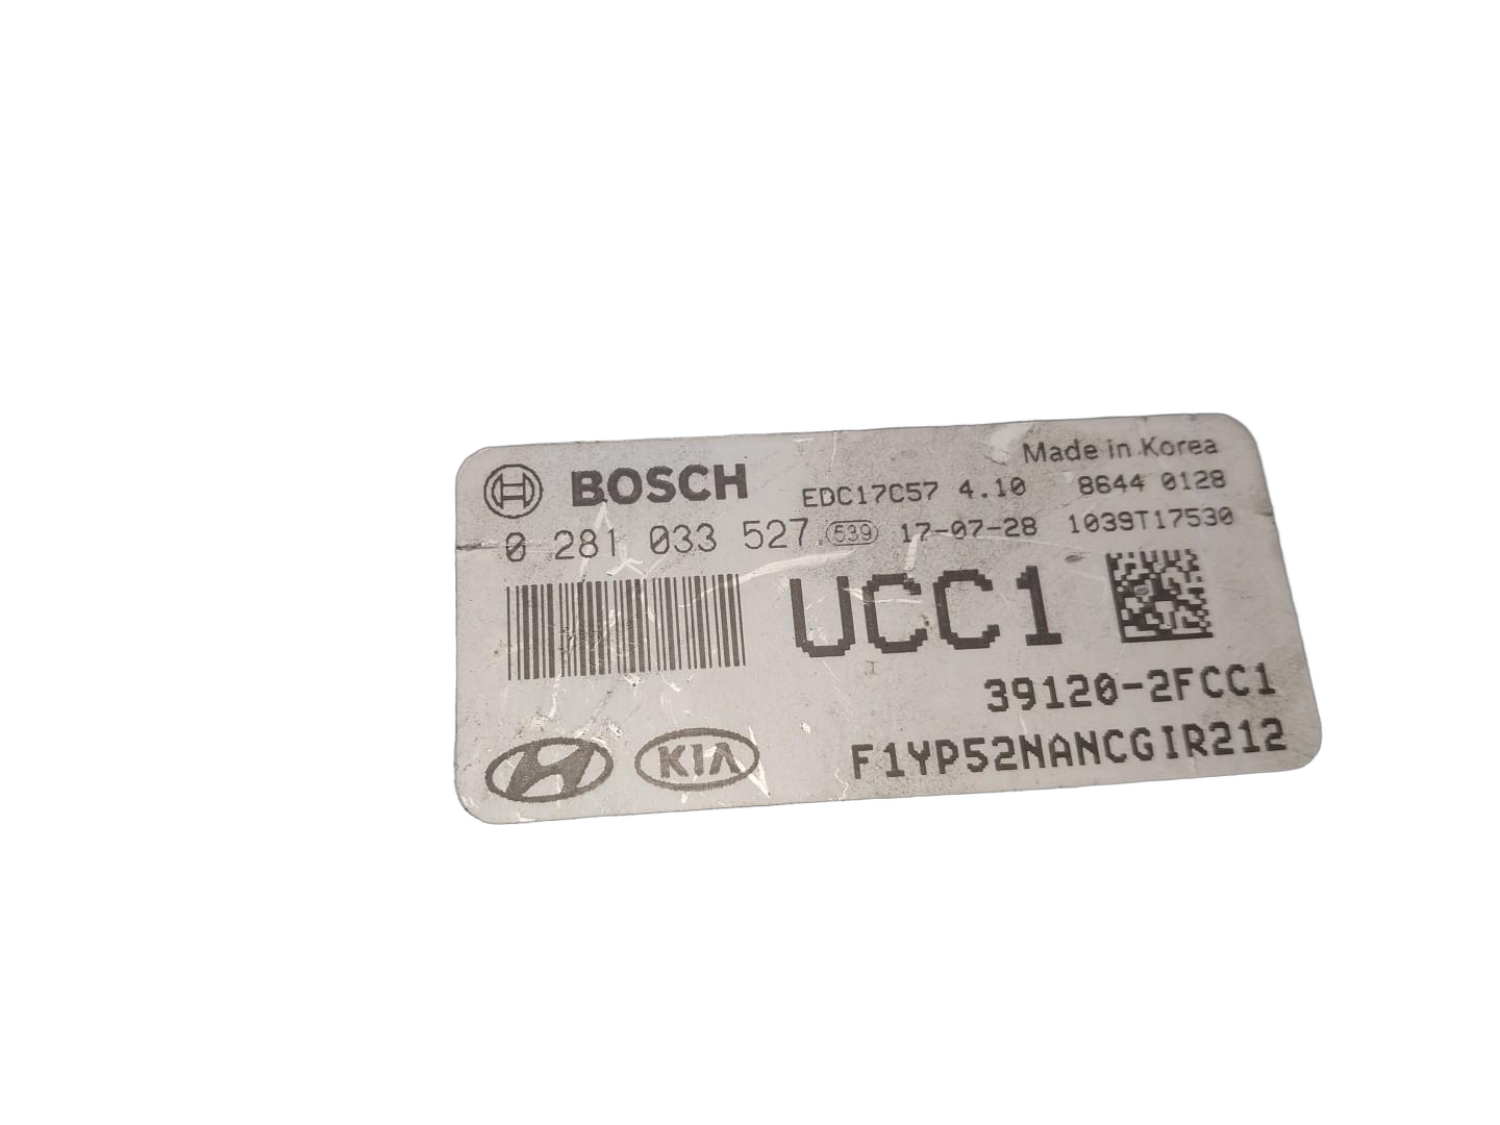 Made in Korea
BOSCH EDC17C57 4.10 8644 0128
0 281 033 527 539 17-07-28 1039T17530
UCC1
39120-2FCC1
KIA F1YP52NANCGIR212